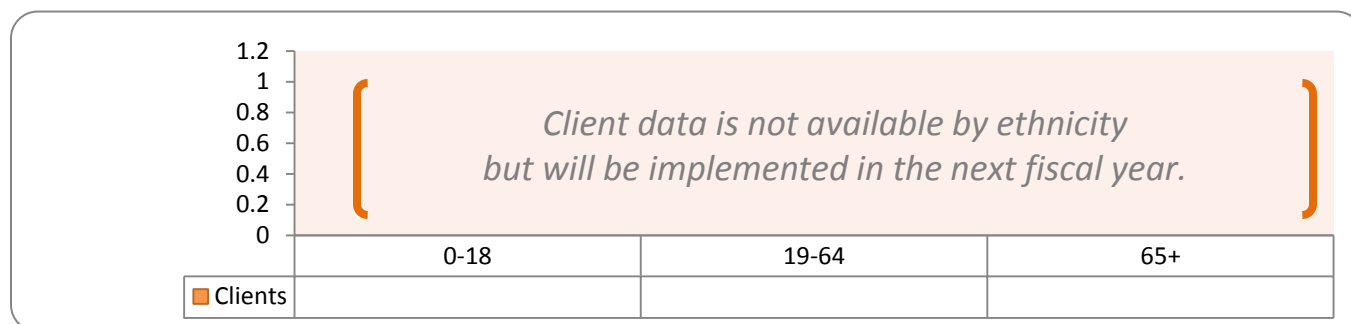 1.2
1
0.8
0.6
0.4
0.2
0
Client data is not available by ethnicity
but will be implemented in the next fiscal year.
0-18 19-64 65+
Clients